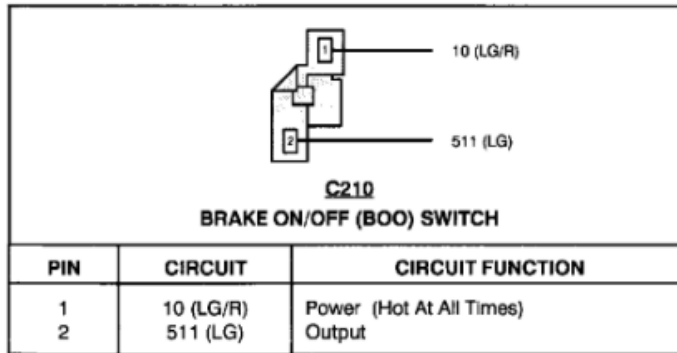 1
10 (LG/R)
2
511 (LG)
C210
BRAKE ON/OFF (BOO) SWITCH
PIN CIRCUIT CIRCUIT FUNCTION
1 10 (LG/R) Power (Hot At All Times)
2 511 (LG) Output